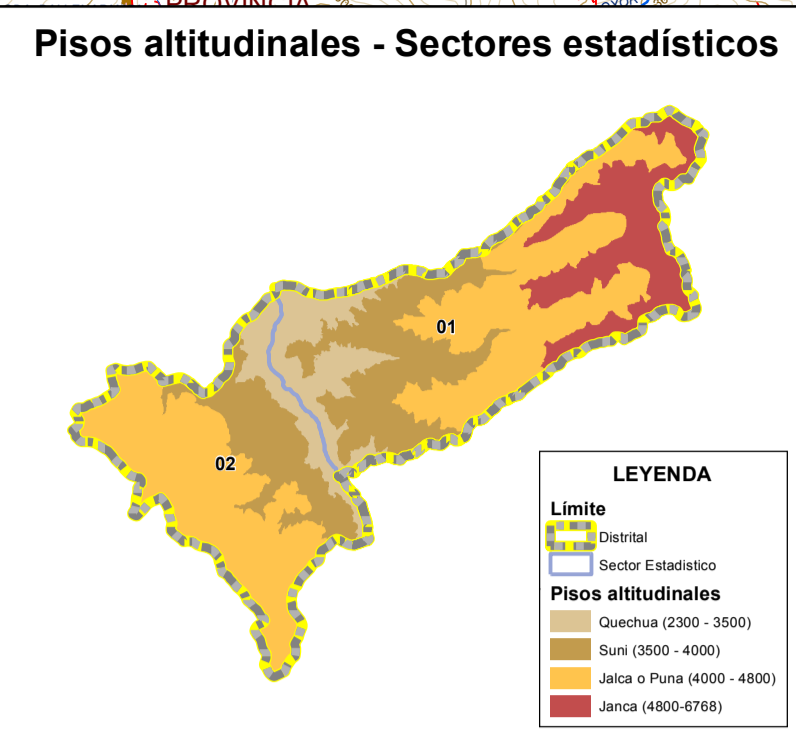 PROVINCIA
Pisos altitudinales - Sectores estadísticos
01
02
LEYENDA
Límite
Distrital
Sector Estadistico
Pisos altitudinales
Quechua (2300 - 3500)
Suni (3500 - 4000)
Jalca o Puna (4000 - 4800)
Janca (4800-6768)